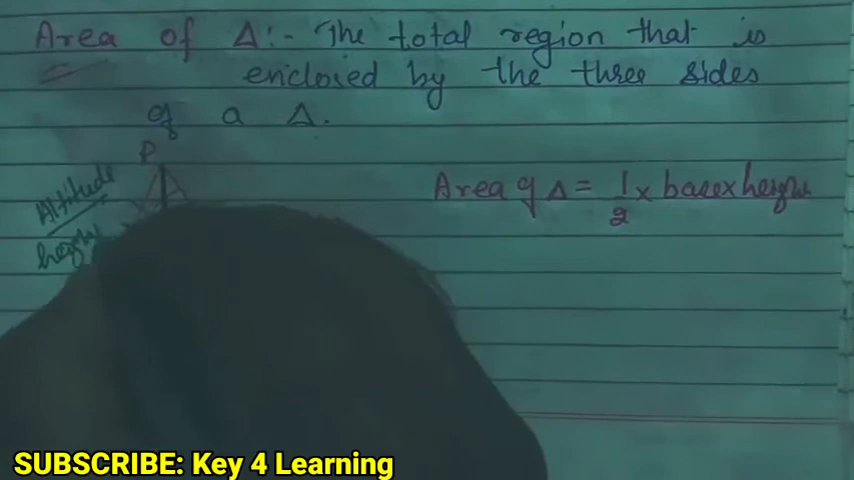 Area of Δ:- The total region that is
enclosed by the three sides
of a Δ.
P
Altitude
height
Area of Δ = 1/2 x base x height
SUBSCRIBE: Key 4 Learning